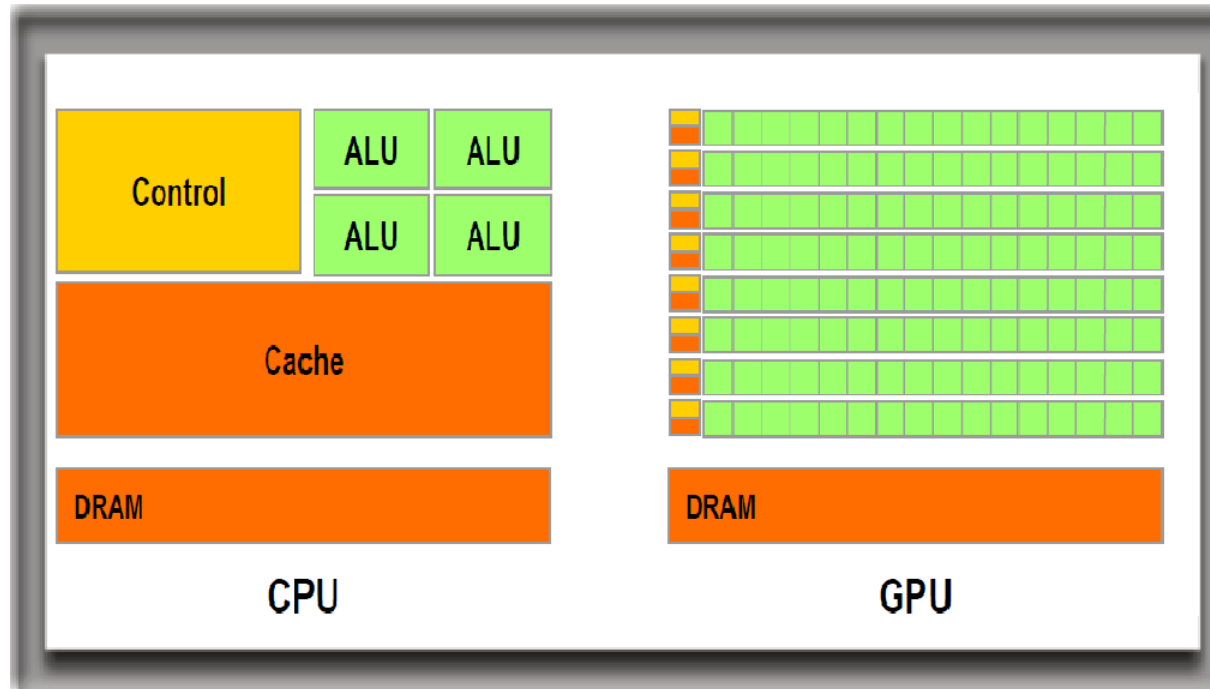 Control
ALU ALU
ALU ALU
Cache
DRAM
CPU
DRAM
GPU